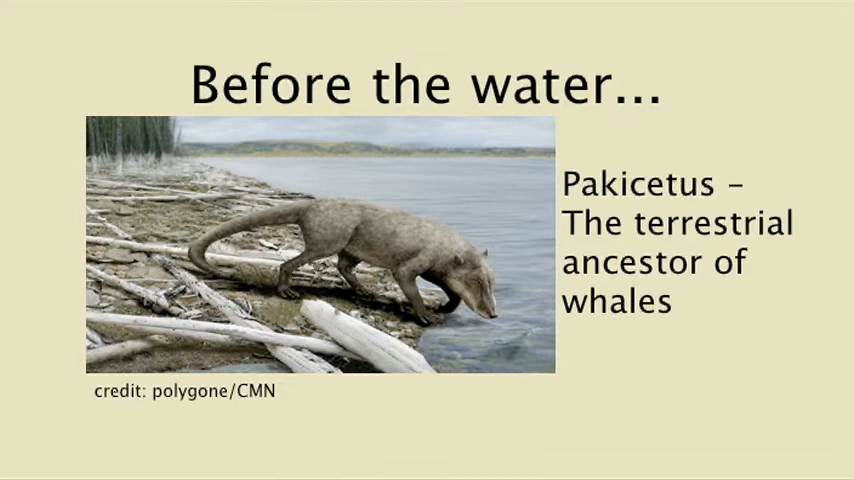 Before the water...
Pakicetus –
The terrestrial
ancestor of
whales
credit: polygone/CMN